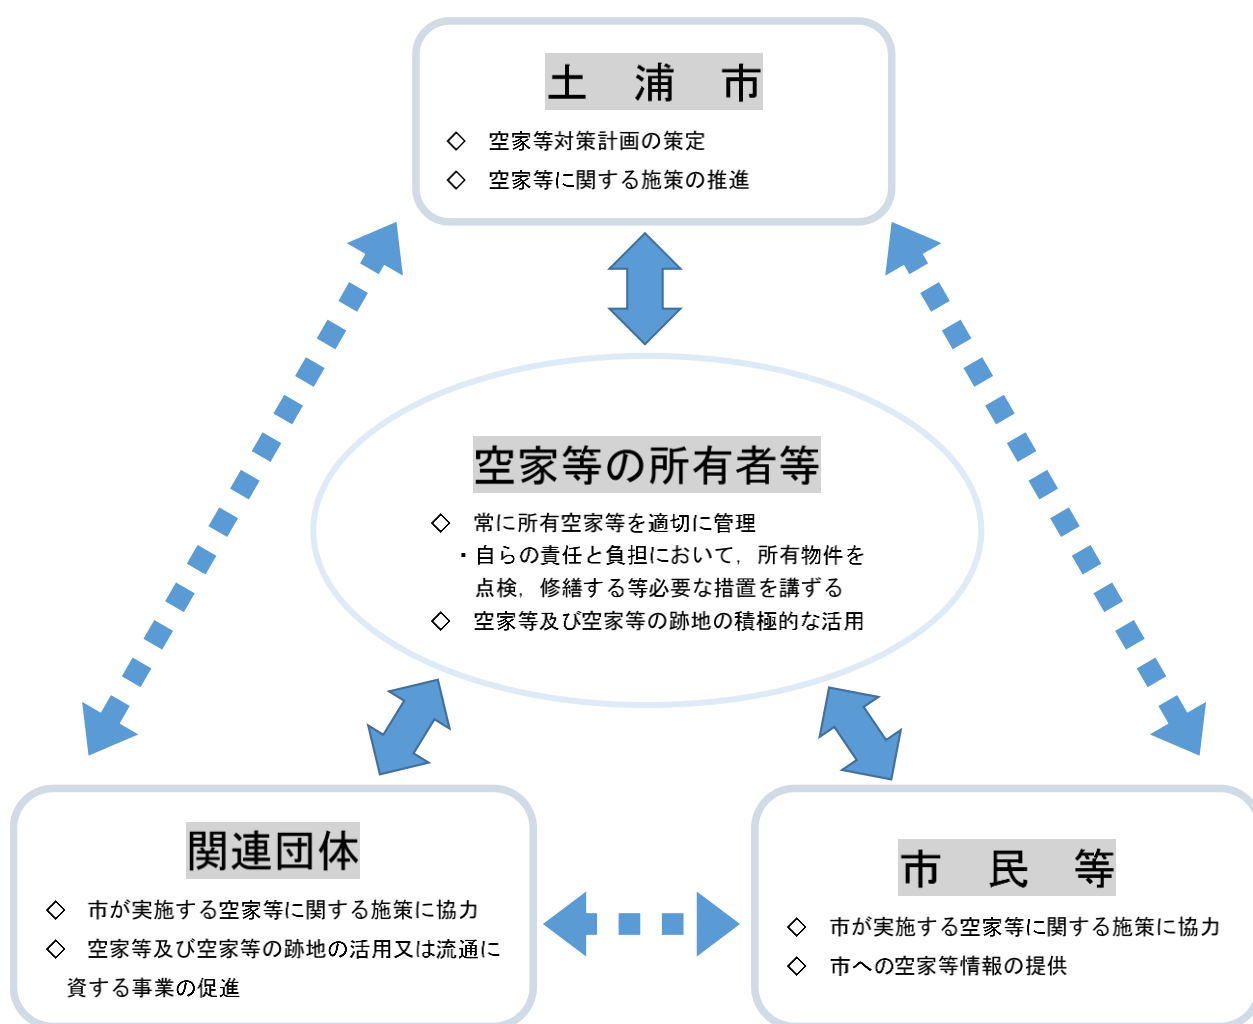 土　浦　市
◇　空家等対策計画の策定
◇　空家等に関する施策の推進
空家等の所有者等
◇　常に所有空家等を適切に管理
・自らの責任と負担において，所有物件を
点検，修繕する等必要な措置を講ずる
◇　空家等及び空家等の跡地の積極的な活用
関連団体
◇　市が実施する空家等に関する施策に協力
◇　空家等及び空家等の跡地の活用又は流通に
資する事業の促進
市　民　等
◇　市が実施する空家等に関する施策に協力
◇　市への空家等情報の提供